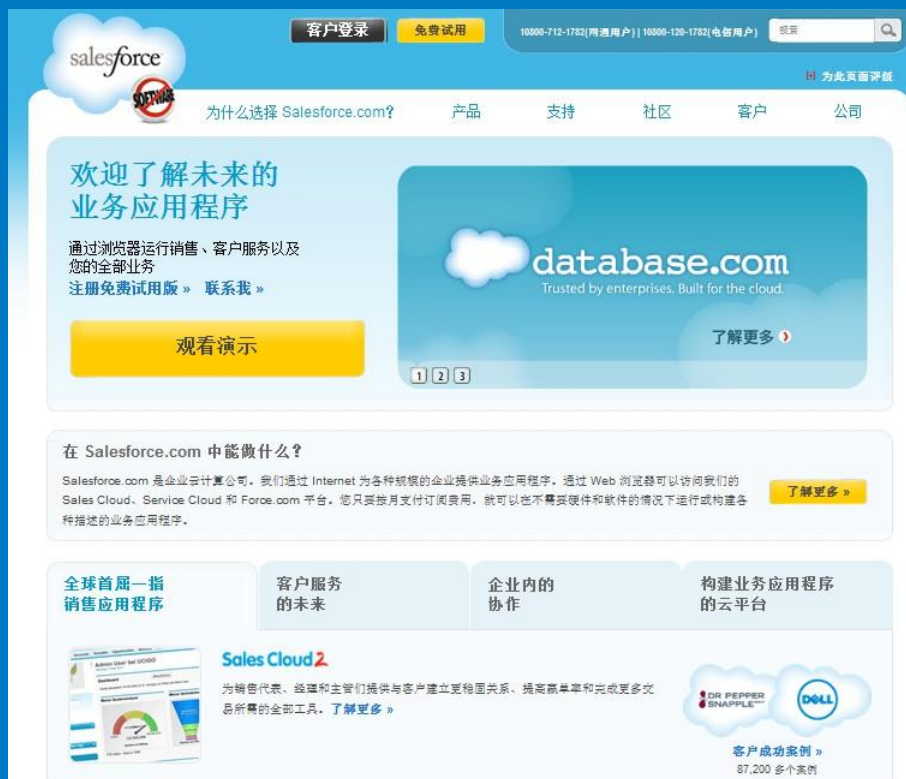 客户登录
免费试用
10800-712-1782(网通用户) | 10800-120-1782(电信用户)
搜索
salesforce
SOFTWARE
[+] 为此页面评级
为什么选择 Salesforce.com?
产品
支持
社区
客户
公司
欢迎了解未来的
业务应用程序
通过浏览器运行销售、客户服务以及
您的全部业务
注册免费试用版 » 联系我 »
观看演示
database.com
Trusted by enterprises. Built for the cloud.
了解更多
1 2 3
在 Salesforce.com 中能做什么?
Salesforce.com 是企业云计算公司。我们通过 Internet 为各种规模的企业提供业务应用程序。通过 Web 浏览器可以访问我们的
Sales Cloud、Service Cloud 和 Force.com 平台。您只要按月支付订阅费用，就可以在不需要硬件和软件的情况下运行或构建各
种描述的业务应用程序。
了解更多 »
全球首屈一指
销售应用程序
客户服务
的未来
企业内的
协作
构建业务应用程序
的云平台
Admin User
Dashboard
Sales Cloud 2
为销售代表、经理和主管们提供与客户建立更稳固关系、提高赢单率和完成更多交
易所需的全部工具。了解更多 »
DR PEPPER
SNAPPLE
DELL
客户成功案例 »
87,200 多个案例